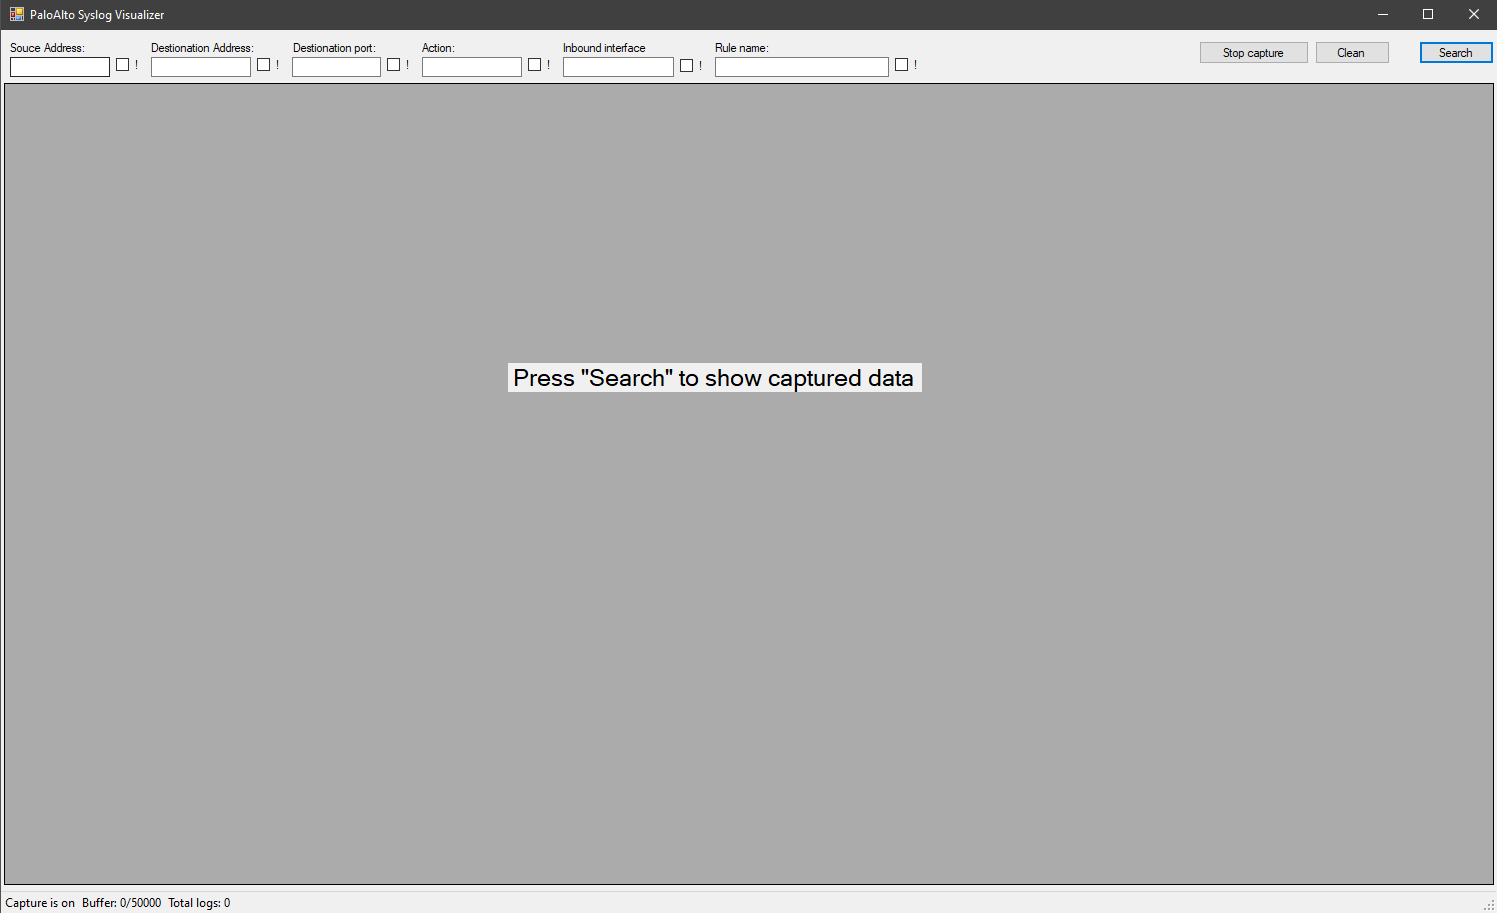 PaloAlto Syslog Visualizer
Souce Address: Destionation Address: Destionation port: Action: Inbound interface Rule name:
! ! ! ! ! !
Stop capture Clean Search
Press "Search" to show captured data
Capture is on Buffer: 0/50000 Total logs: 0